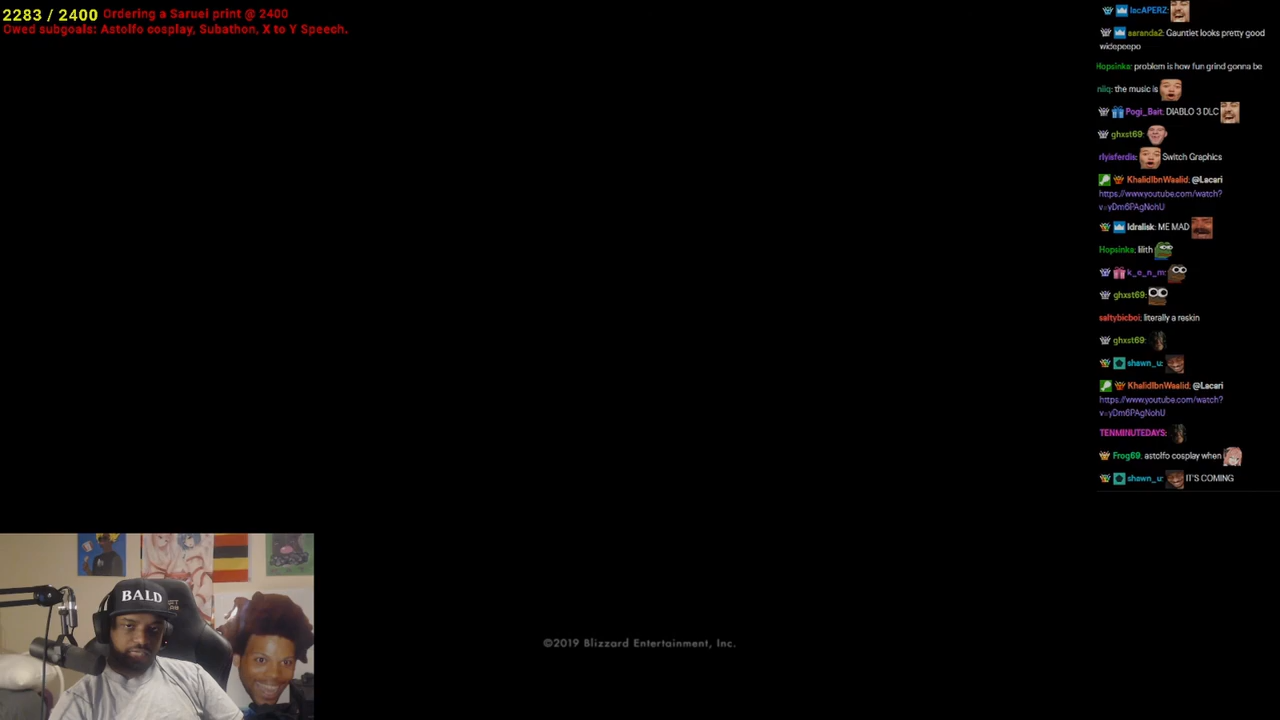 2283 / 2400 Ordering a Saruei print @ 2400
Owed subgoals: Astolfo cosplay, Subathon, X to Y Speech.
lacAPERZ:
aaranda2: Gauntlet looks pretty good
widepeepo
Hopsinka: problem is how fun grind gonna be
niiq: the music is
Pogi_Bait: DIABLO 3 DLC
ghxst69:
rlyisferdis: Switch Graphics
KhalidIbnWaalid: @Lacari
https://www.youtube.com/watch?
v=yDm6PAgNohU
Idralisk: ME MAD
Hopsinka: lilith
k_e_n_m:
ghxst69:
saltybicboi: literally a reskin
ghxst69:
shawn_u:
KhalidIbnWaalid: @Lacari
https://www.youtube.com/watch?
v=yDm6PAgNohU
TENMINUTEDAYS:
Frog69: astolfo cosplay when
shawn_u: IT'S COMING
BALD
©2019 Blizzard Entertainment, Inc.